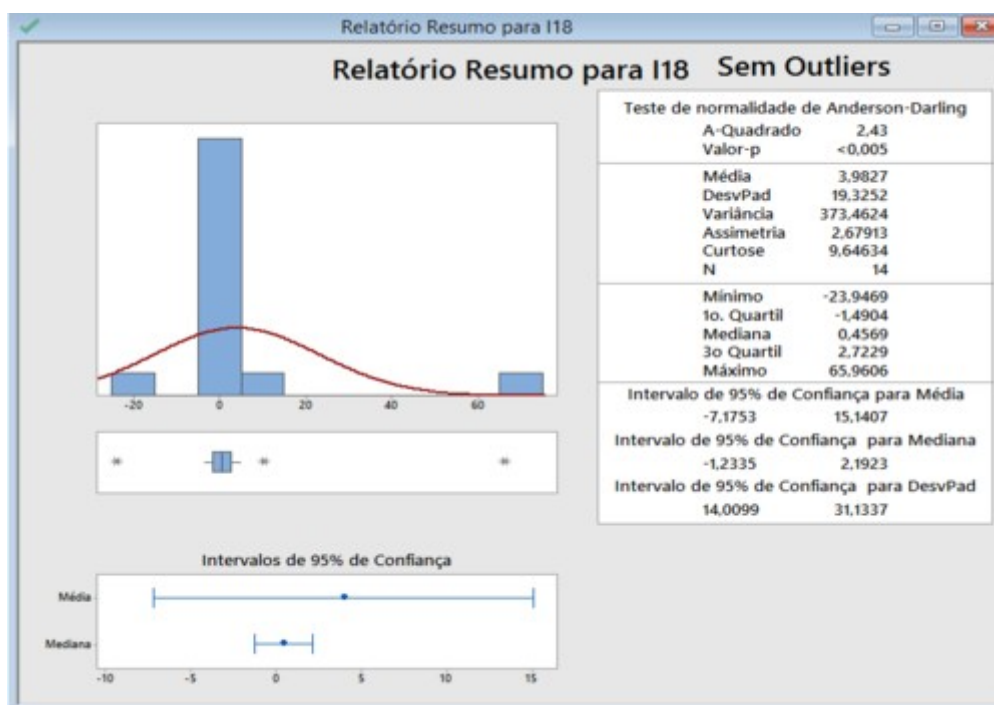 Relatório Resumo para I18
Relatório Resumo para I18 Sem Outliers
Teste de normalidade de Anderson-Darling
A-Quadrado 2,43
Valor-p <0,005
Média 3,9827
DesvPad 19,3252
Variância 373,4624
Assimetria 2,67913
Curtose 9,64634
N 14
Mínimo -23,9469
1o. Quartil -1,4904
Mediana 0,4569
3o Quartil 2,7229
Máximo 65,9606
Intervalo de 95% de Confiança para Média
-7,1753 15,1407
Intervalo de 95% de Confiança para Mediana
-1,2335 2,1923
Intervalo de 95% de Confiança para DesvPad
14,0099 31,1337
-20 0 20 40 60
Intervalos de 95% de Confiança
Média
Mediana
-10 -5 0 5 10 15